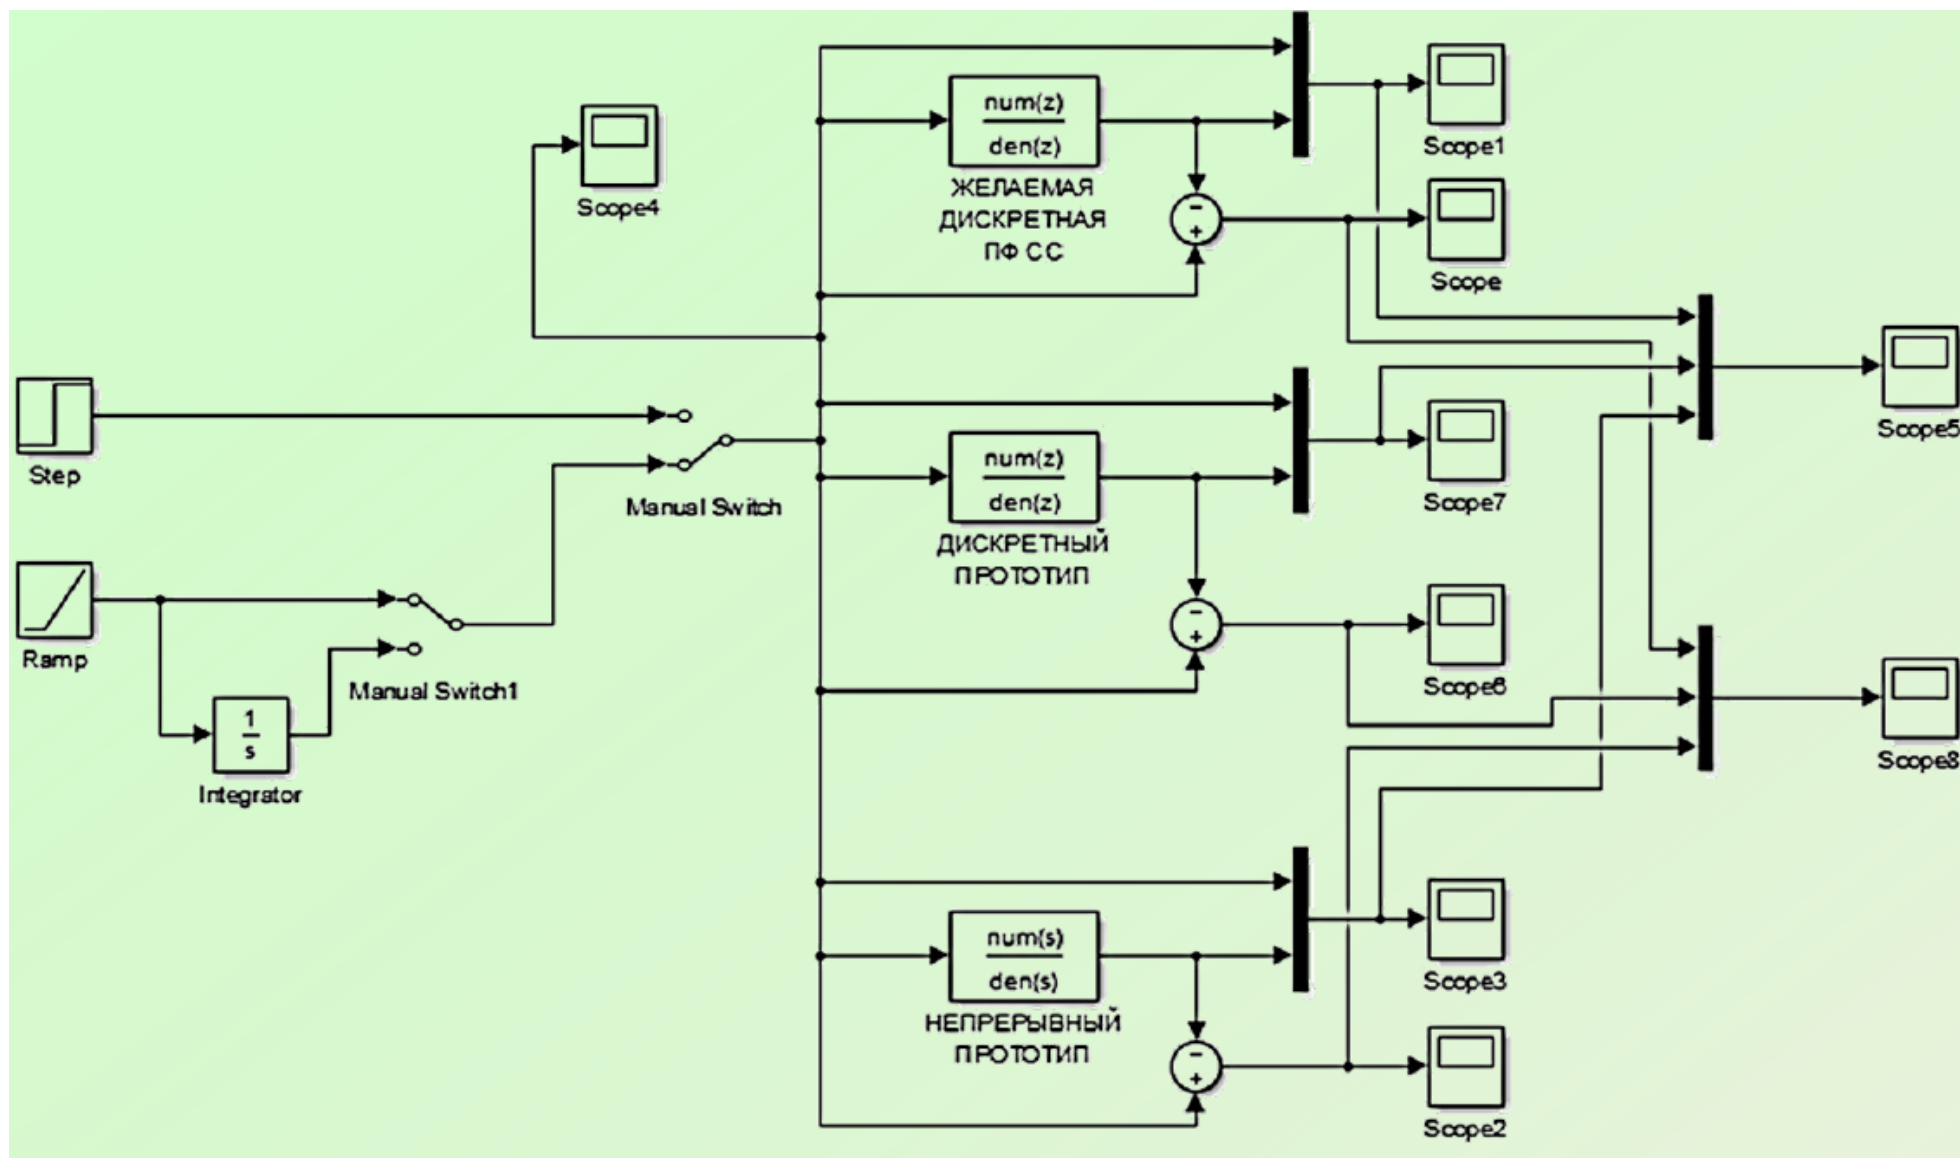 num(z)
den(z)
ЖЕЛАЕМАЯ
ДИСКРЕТНАЯ
ПФ СС
Scope1
Scope4
Scope
Step
Manual Switch
Scope5
num(z)
den(z)
ДИСКРЕТНЫЙ
ПРОТОТИП
Scope7
Ramp
Manual Switch1
1
s
Integrator
Scope6
Scope8
num(s)
den(s)
НЕПРЕРЫВНЫЙ
ПРОТОТИП
Scope3
Scope2